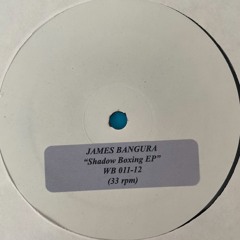 JAMES BANGURA
"Shadow Boxing EP"
WB 011-12
(33 rpm)